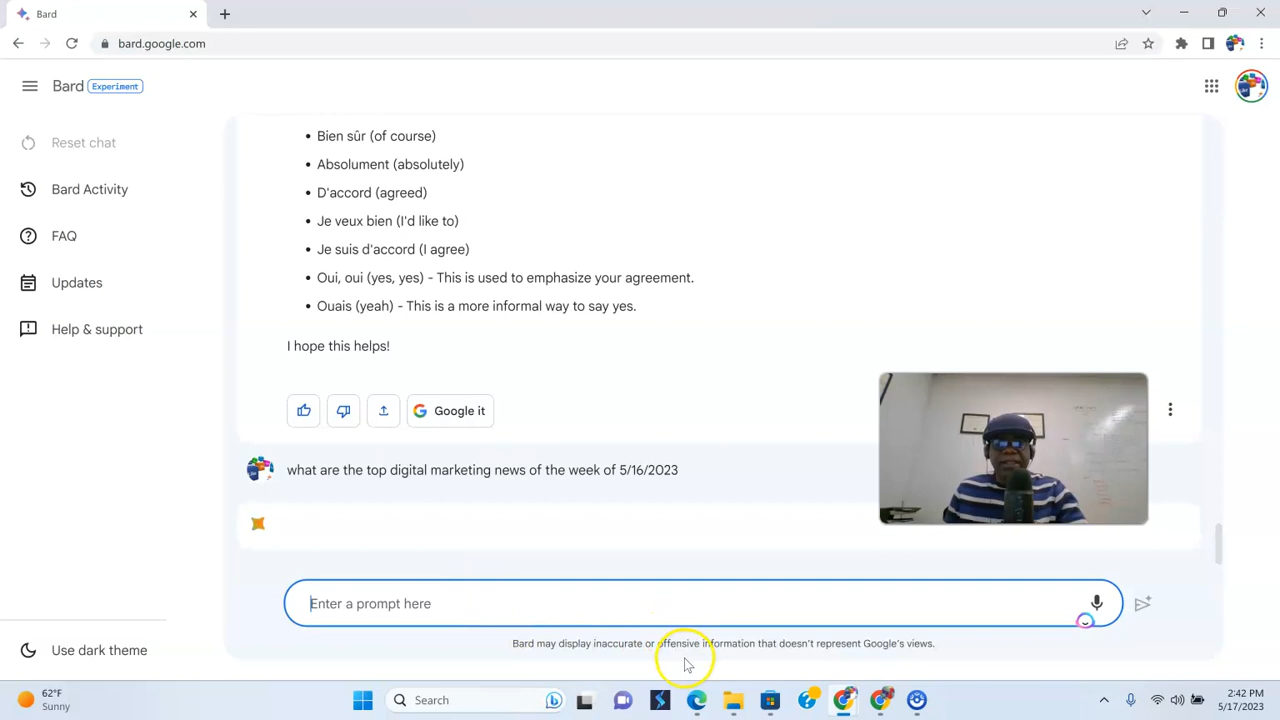 Bard
bard.google.com
Bard Experiment
Reset chat
Bard Activity
FAQ
Updates
Help & support
• Bien sûr (of course)
• Absolument (absolutely)
• D'accord (agreed)
• Je veux bien (I'd like to)
• Je suis d'accord (I agree)
• Oui, oui (yes, yes) - This is used to emphasize your agreement.
• Ouais (yeah) - This is a more informal way to say yes.
I hope this helps!
Google it
what are the top digital marketing news of the week of 5/16/2023
Enter a prompt here
Bard may display inaccurate or offensive information that doesn't represent Google's views.
Use dark theme
62°F
Sunny
Search
2:42 PM
5/17/2023